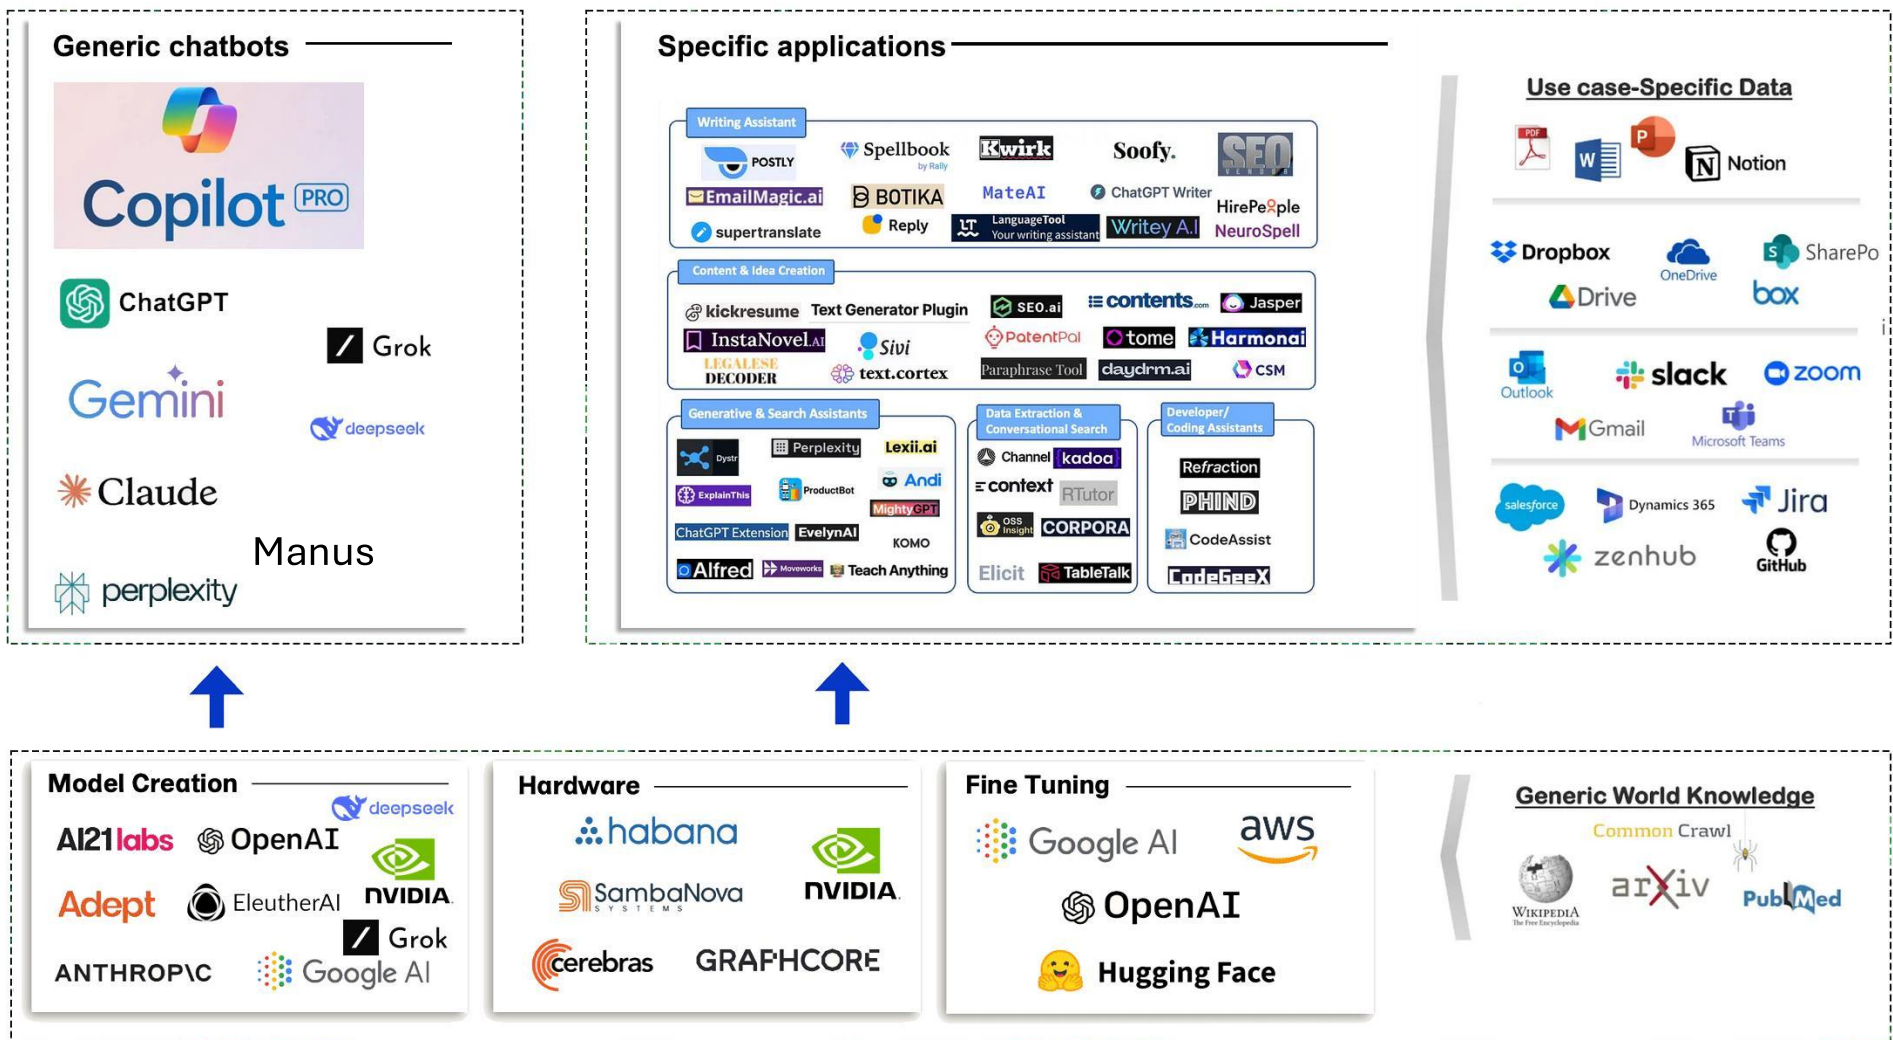 Generic chatbots
Copilot PRO
ChatGPT
Grok
Gemini
deepseek
Claude
Manus
perplexity
Specific applications
Writing Assistant
POSTLY
Spellbook
by Rally
Kwirk
Soofy.
SEO
VENDOR
EmailMagic.ai
BOTIKA
MateAI
ChatGPT Writer
HirePeople
supertranslate
Reply
LT LanguageTool
Your writing assistant
Writey A.I
NeuroSpell
Content & Idea Creation
kickresume
Text Generator Plugin
SEO.ai
contents.com
Jasper
InstaNovel.AI
Sivi
PatentPal
tome
Harmonai
LEGALESE
DECODER
text.cortex
Paraphrase Tool
daydrm.ai
CSM
Generative & Search Assistants
Dystr
Perplexity
Lexii.ai
ExplainThis
ProductBot
Andi
MightyGPT
ChatGPT Extension
EvelynAI
KOMO
Alfred
Moveworks
Teach Anything
Data Extraction &
Conversational Search
Channel
kadoa
context
RTutor
OSS
Insight
CORPORA
Elicit
TableTalk
Developer/
Coding Assistants
Refraction
PHIND
CodeAssist
CodeGeeX
Use case-Specific Data
PDF
W
P
N Notion
Dropbox
OneDrive
S SharePo
Drive
box
Outlook
slack
zoom
Gmail
Microsoft Teams
salesforce
Dynamics 365
Jira
zenhub
GitHub
Model Creation
deepseek
AI21labs
OpenAI
Adept
EleutherAI
NVIDIA.
Grok
ANTHROP\C
Google AI
Hardware
habana
SambaNova
SYSTEMS
NVIDIA.
cerebras
GRAPHCORE
Fine Tuning
Google AI
aws
OpenAI
Hugging Face
Generic World Knowledge
Common Crawl
WIKIPEDIA
The Free Encyclopedia
arXiv
PubMed